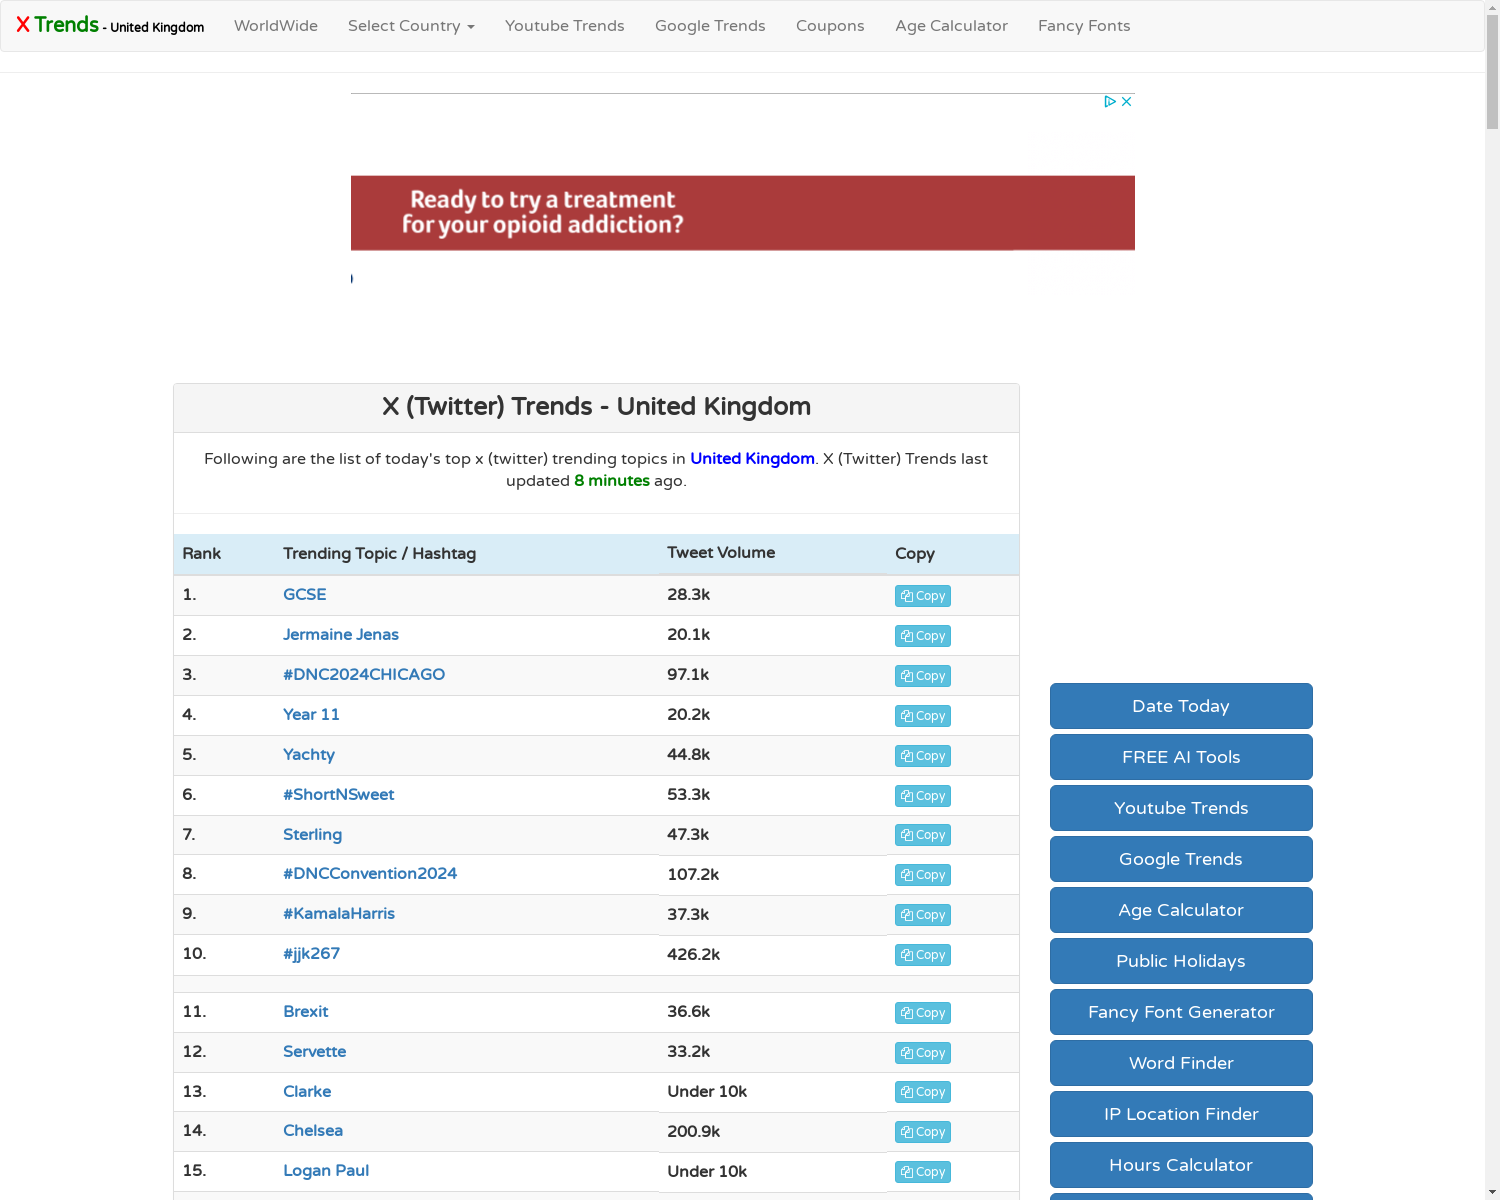 X Trends - United Kingdom WorldWide Select Country Youtube Trends Google Trends Coupons Age Calculator Fancy Fonts
Ready to try a treatment
for your opioid addiction?
X (Twitter) Trends - United Kingdom
Following are the list of today's top x (twitter) trending topics in United Kingdom. X (Twitter) Trends last
updated 8 minutes ago.
Rank Trending Topic / Hashtag Tweet Volume Copy
1. GCSE 28.3k Copy
2. Jermaine Jenas 20.1k Copy
3. #DNC2024CHICAGO 97.1k Copy
4. Year 11 20.2k Copy
5. Yachty 44.8k Copy
6. #ShortNSweet 53.3k Copy
7. Sterling 47.3k Copy
8. #DNCConvention2024 107.2k Copy
9. #KamalaHarris 37.3k Copy
10. #jjk267 426.2k Copy
11. Brexit 36.6k Copy
12. Servette 33.2k Copy
13. Clarke Under 10k Copy
14. Chelsea 200.9k Copy
15. Logan Paul Under 10k Copy
Date Today
FREE AI Tools
Youtube Trends
Google Trends
Age Calculator
Public Holidays
Fancy Font Generator
Word Finder
IP Location Finder
Hours Calculator